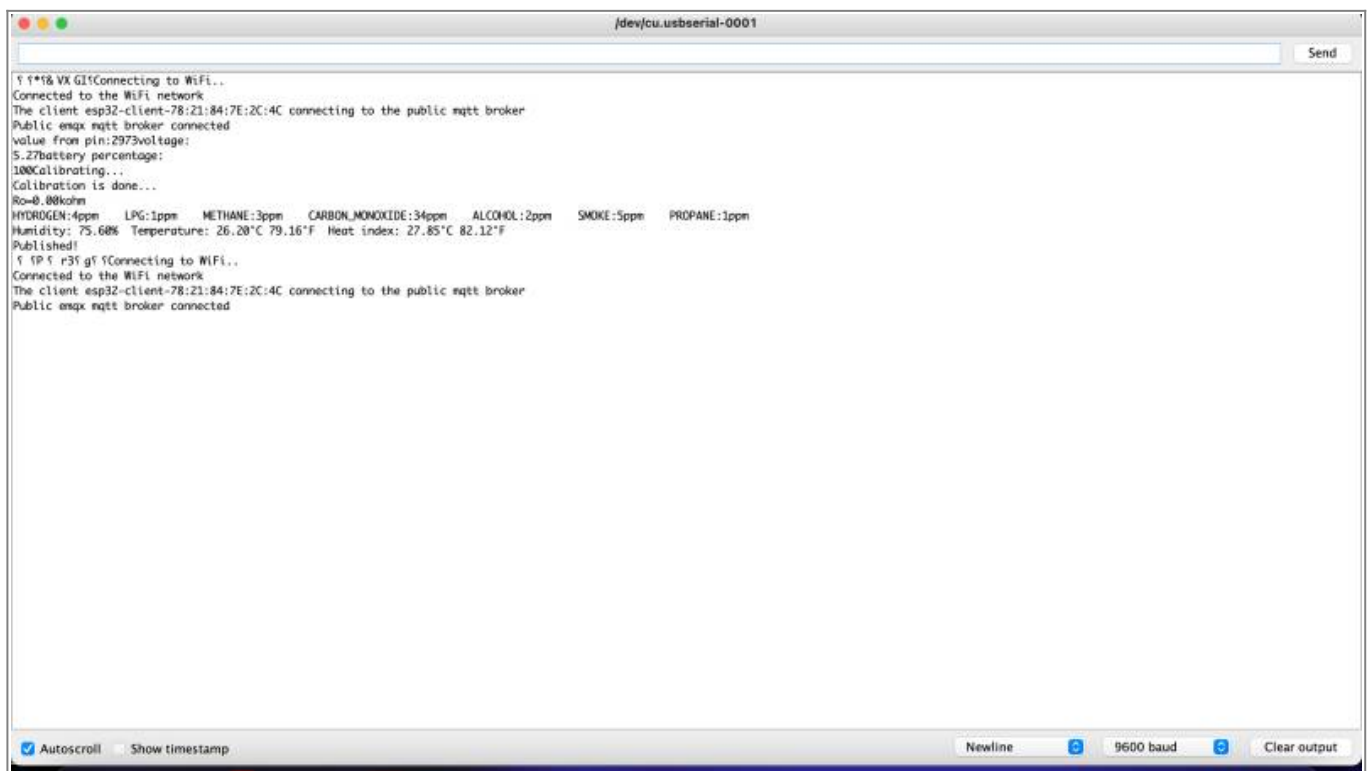 /dev/cu.usbserial-0001
Send
VX GI⸮Connecting to WiFi..
Connected to the WiFi network
The client esp32-client-78:21:84:7E:2C:4C connecting to the public mqtt broker
Public emqx mqtt broker connected
value from pin:2973voltage:
5.27battery percentage:
100Calibrating...
Calibration is done...
Ro=0.00kohm
HYDROGEN:4ppm LPG:1ppm METHANE:3ppm CARBON_MONOXIDE:34ppm ALCOHOL:2ppm SMOKE:5ppm PROPANE:1ppm
Humidity: 75.60% Temperature: 26.20°C 79.16°F Heat index: 27.85°C 82.12°F
Published!
⸮ ⸮P ⸮ r3⸮ g⸮ ⸮Connecting to WiFi..
Connected to the WiFi network
The client esp32-client-78:21:84:7E:2C:4C connecting to the public mqtt broker
Public emqx mqtt broker connected
Autoscroll Show timestamp Newline 9600 baud Clear output